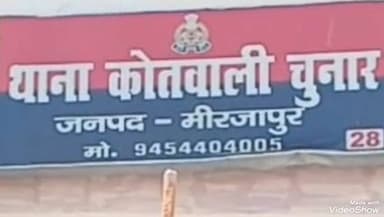 थाना कोतवाली चुनार
जनपद - मीरजापुर
मो. 9454404005
28
Made with
VideoShow